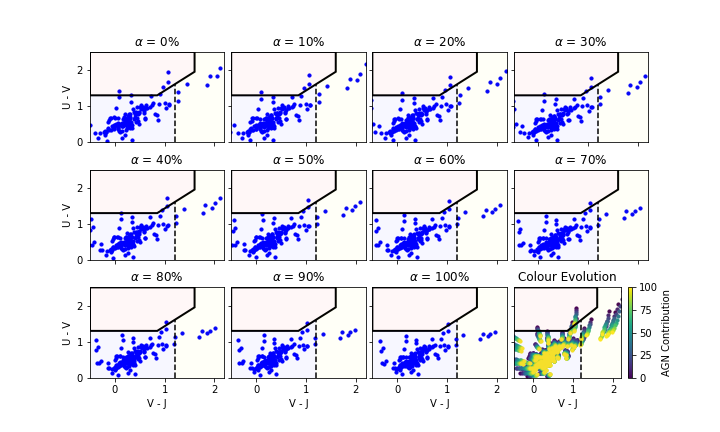 α = 0%
α = 10%
α = 20%
α = 30%
2
1
0
U - V
α = 40%
α = 50%
α = 60%
α = 70%
2
1
0
U - V
α = 80%
α = 90%
α = 100%
Colour Evolution
2
1
0
U - V
0 1 2
V - J
0 1 2
V - J
0 1 2
V - J
0 1 2
V - J
100
75
50
25
0
AGN Contribution